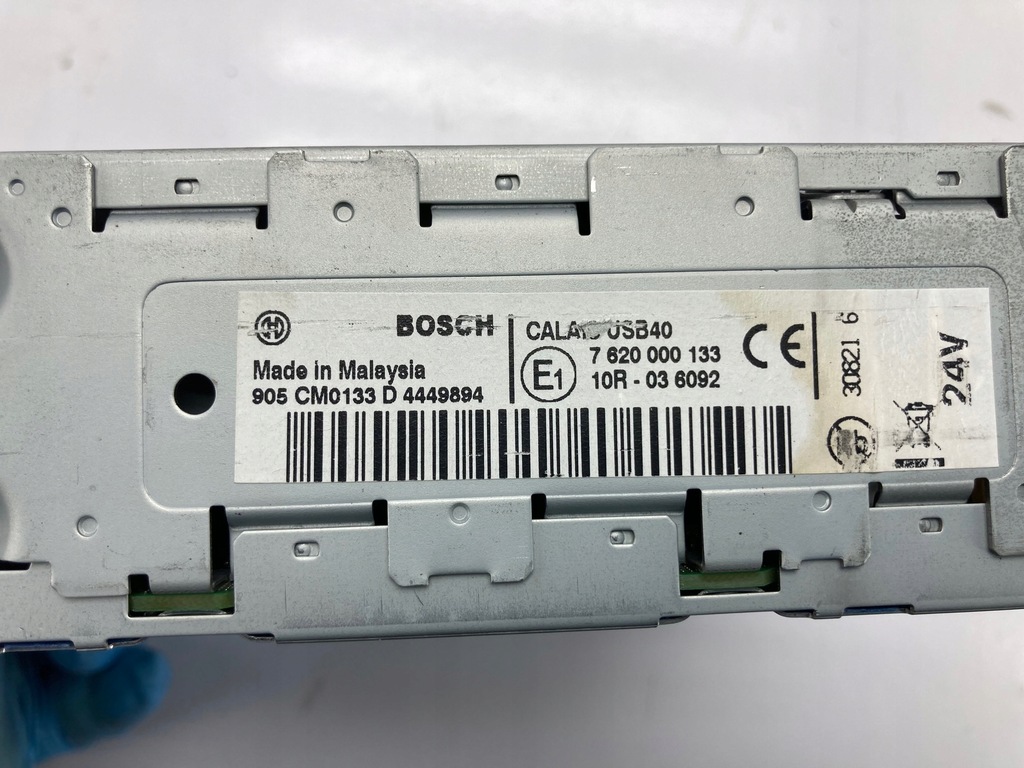 BOSCH
Made in Malaysia
905 CM0133 D 4449894
USB40
7 620 000 133
E1
10R - 03 6092
CE
30821 6
24V